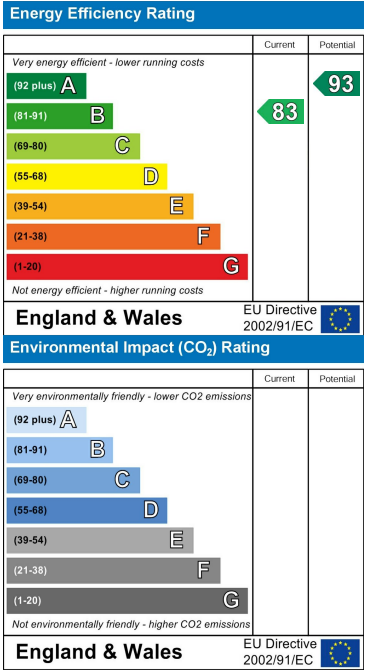 Energy Efficiency Rating
Current Potential
Very energy efficient - lower running costs
(92 plus) A
93
(81-91) B
83
(69-80) C
(55-68) D
(39-54) E
(21-38) F
(1-20) G
Not energy efficient - higher running costs
England & Wales
EU Directive
2002/91/EC
Environmental Impact (CO₂) Rating
Current Potential
Very environmentally friendly - lower CO2 emissions
(92 plus) A
(81-91) B
(69-80) C
(55-68) D
(39-54) E
(21-38) F
(1-20) G
Not environmentally friendly - higher CO2 emissions
England & Wales
EU Directive
2002/91/EC